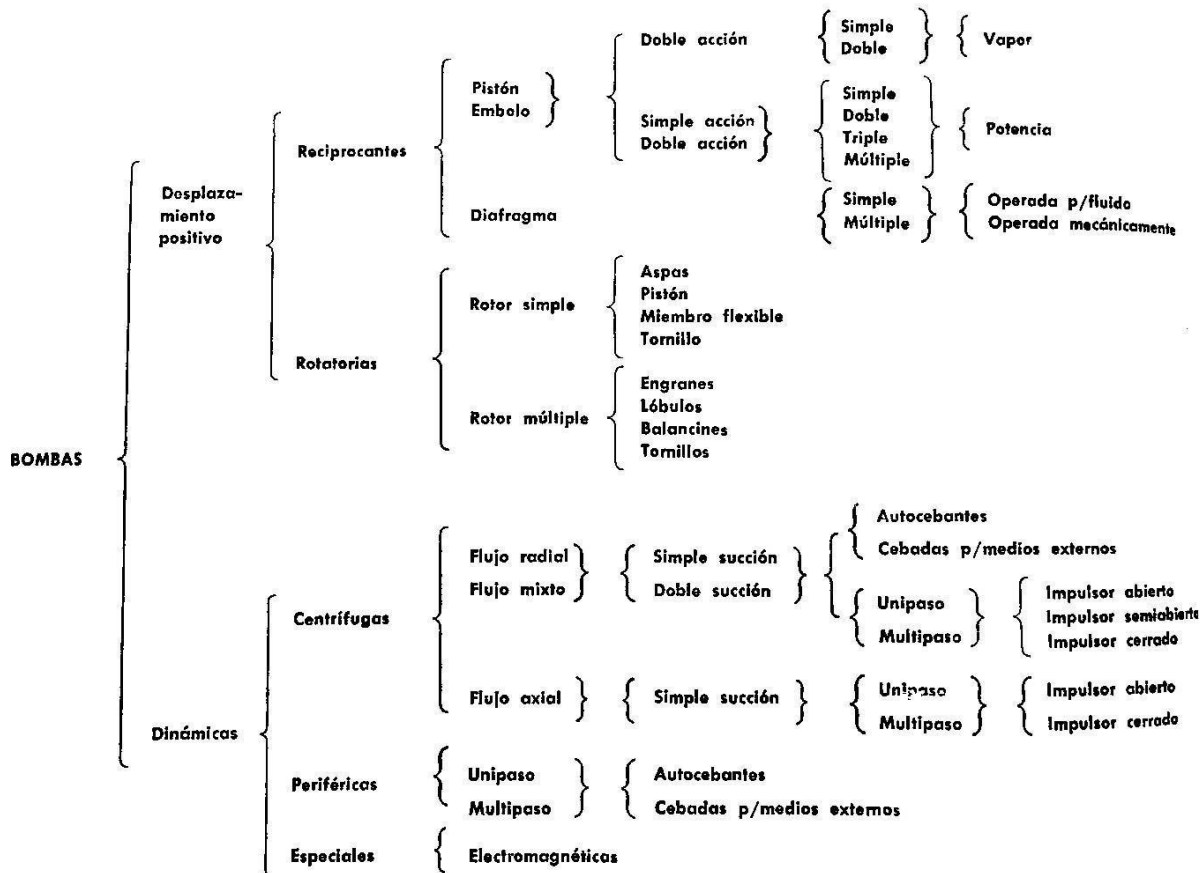 BOMBAS
Desplaza-
miento
positivo
Reciprocantes
Pistón
Embolo
Doble acción
Simple
Doble
Vapor
Simple acción
Doble acción
Simple
Doble
Triple
Múltiple
Potencia
Diafragma
Simple
Múltiple
Operada p/fluido
Operada mecánicamente
Rotatorias
Rotor simple
Aspas
Pistón
Miembro flexible
Tornillo
Rotor múltiple
Engranes
Lóbulos
Balancines
Tornillos
Dinámicas
Centrífugas
Flujo radial
Flujo mixto
Simple succión
Doble succión
Autocebantes
Cebadas p/medios externos
Unipaso
Multipaso
Impulsor abierto
Impulsor semiabierto
Impulsor cerrado
Flujo axial
Simple succión
Unipaso
Multipaso
Impulsor abierto
Impulsor cerrado
Periféricas
Unipaso
Multipaso
Autocebantes
Cebadas p/medios externos
Especiales
Electromagnéticas